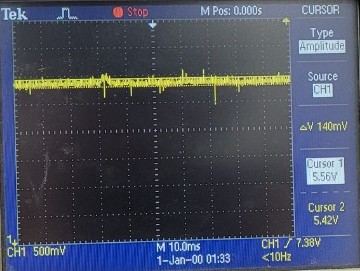 Tek Stop M Pos: 0.000s CURSOR
Type
Amplitude
Source
CH1
△V 140mV
Cursor 1
5.56V
Cursor 2
5.42V
1
CH1 500mV M 10.0ms CH1 / 7.38V
1-Jan-00 01:33 <10Hz